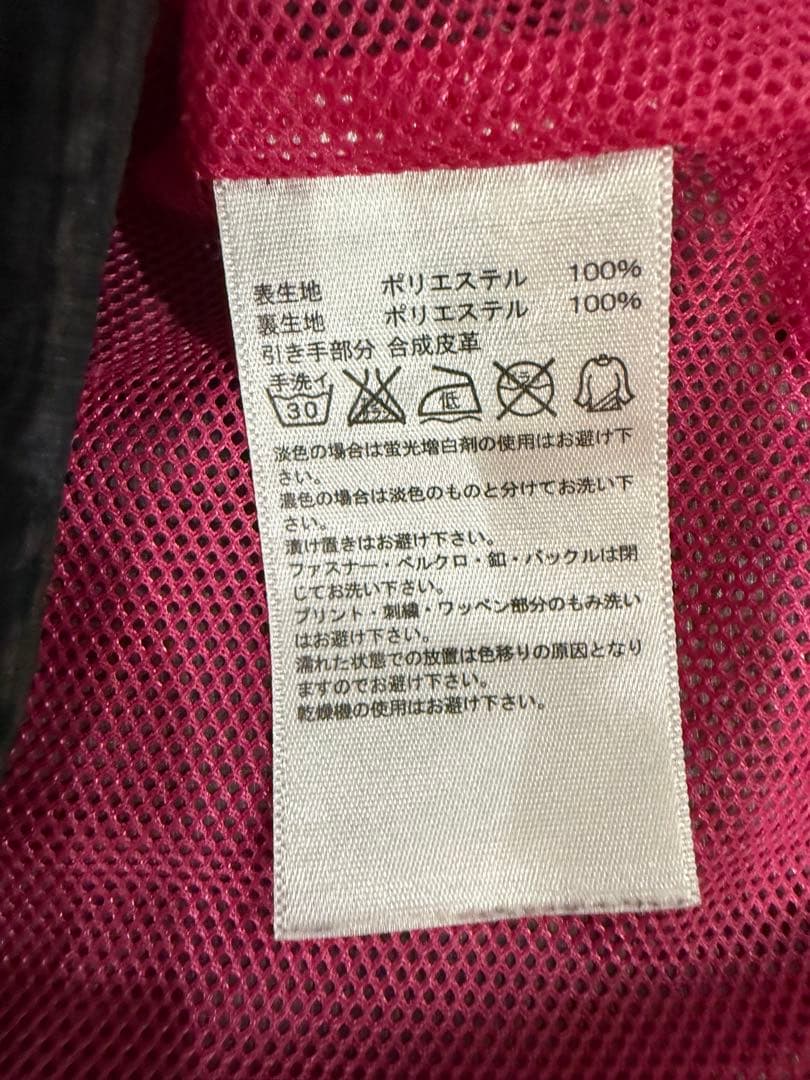 表生地 ポリエステル 100%
裏生地 ポリエステル 100%
引き手部分 合成皮革
手洗イ
30 低
淡色の場合は蛍光増白剤の使用はお避け下
さい。
濃色の場合は淡色のものと分けてお洗い下
さい。
漬け置きはお避け下さい。
ファスナー・ベルクロ・釦・バックルは閉
じてお洗い下さい。
プリント・刺繍・ワッペン部分のもみ洗い
はお避け下さい。
濡れた状態での放置は色移りの原因となり
ますのでお避け下さい。
乾燥機の使用はお避け下さい。